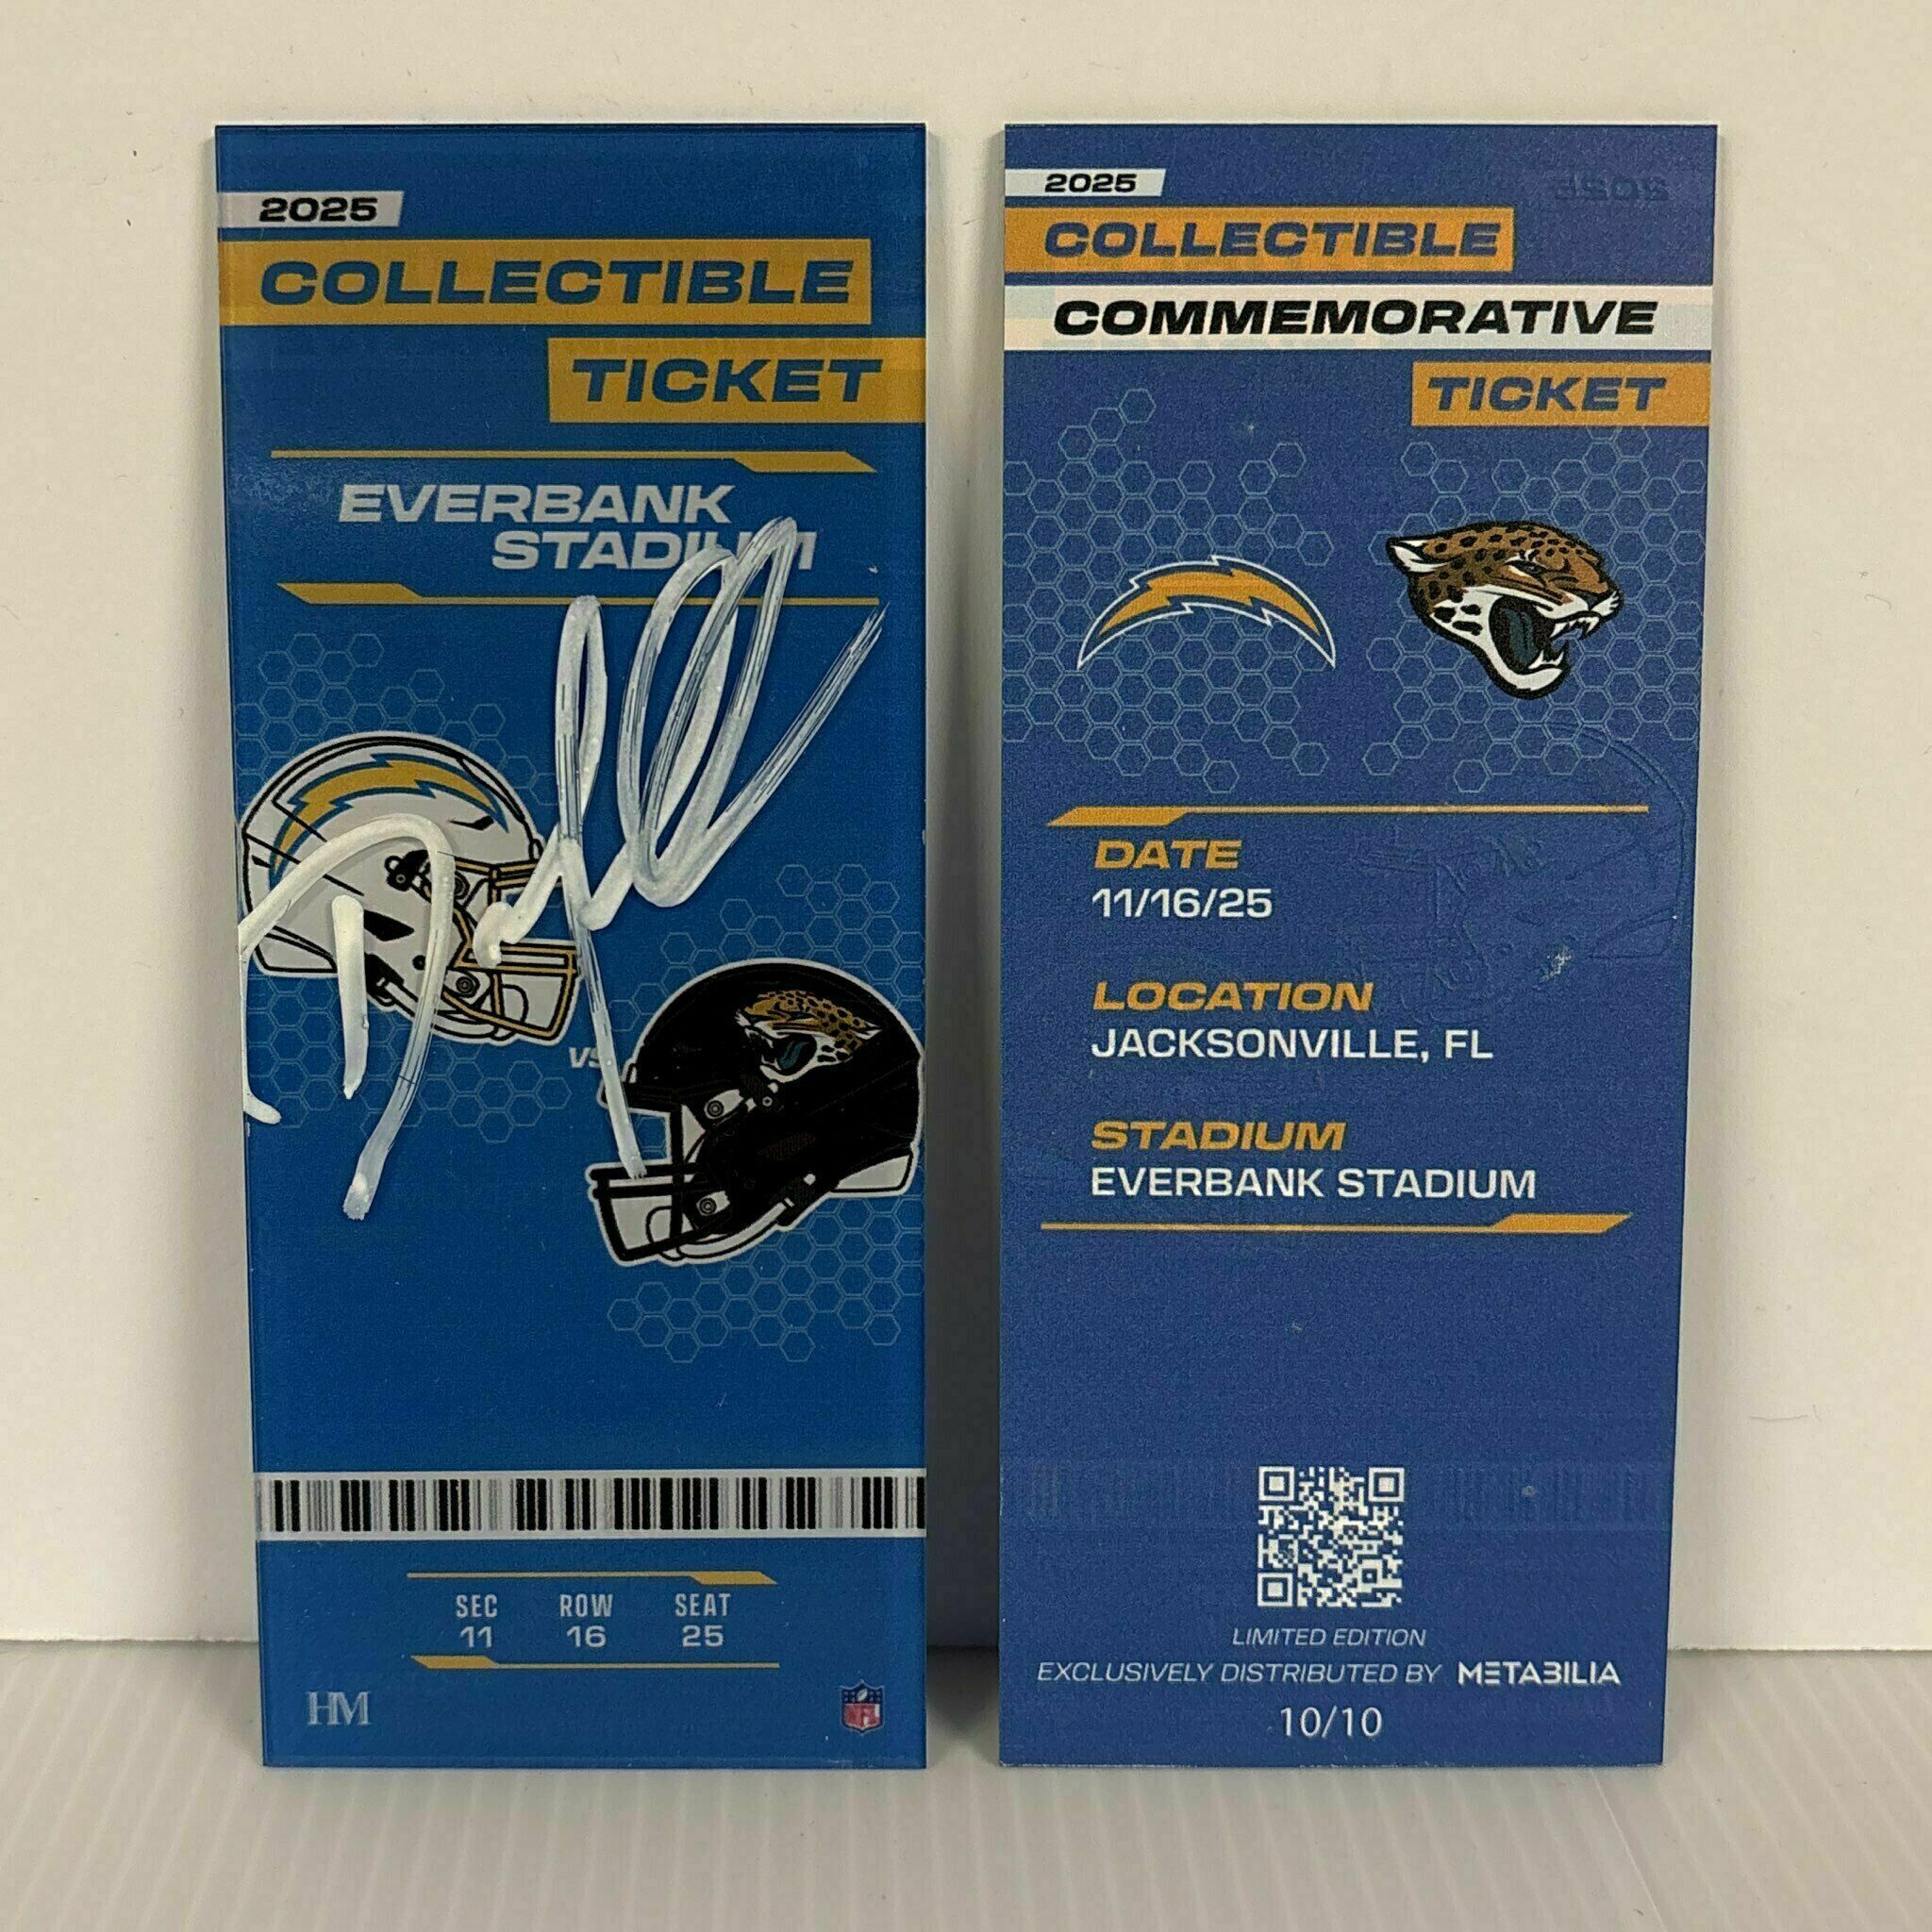 2025
COLLECTIBLE
TICKET
EVERBANK
STADIUM
VS
SEC ROW SEAT
11 16 25
HM
NFL
2025
COLLECTIBLE
COMMEMORATIVE
TICKET
DATE
11/16/25
LOCATION
JACKSONVILLE, FL
STADIUM
EVERBANK STADIUM
LIMITED EDITION
EXCLUSIVELY DISTRIBUTED BY METABILIA
10/10